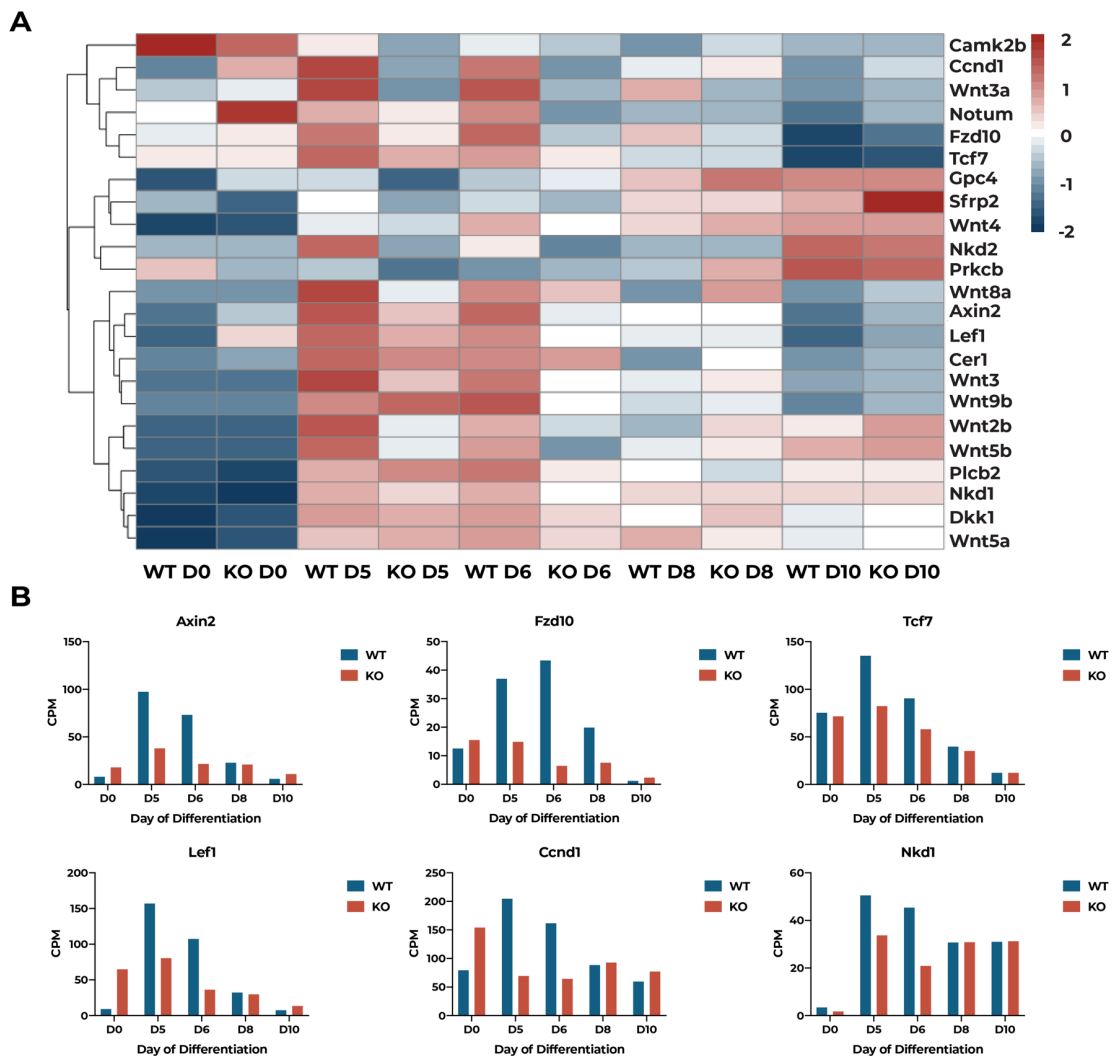 A
Camk2b
Ccnd1
Wnt3a
Notum
Fzd10
Tcf7
Gpc4
Sfrp2
Wnt4
Nkd2
Prkcb
Wnt8a
Axin2
Lef1
Cer1
Wnt3
Wnt9b
Wnt2b
Wnt5b
Plcb2
Nkd1
Dkk1
Wnt5a
2
1
0
-1
-2
WT D0 KO D0 WT D5 KO D5 WT D6 KO D6 WT D8 KO D8 WT D10 KO D10
B
Axin2
150
100
50
0
CPM
D0 D5 D6 D8 D10
Day of Differentiation
WT
KO
Fzd10
50
40
30
20
10
0
CPM
D0 D5 D6 D8 D10
Day of Differentiation
WT
KO
Tcf7
150
100
50
0
CPM
D0 D5 D6 D8 D10
Day of Differentiation
WT
KO
Lef1
200
150
100
50
0
CPM
D0 D5 D6 D8 D10
Day of Differentiation
WT
KO
Ccnd1
250
200
150
100
50
0
CPM
D0 D5 D6 D8 D10
Day of Differentiation
WT
KO
Nkd1
60
40
20
0
CPM
D0 D5 D6 D8 D10
Day of Differentiation
WT
KO